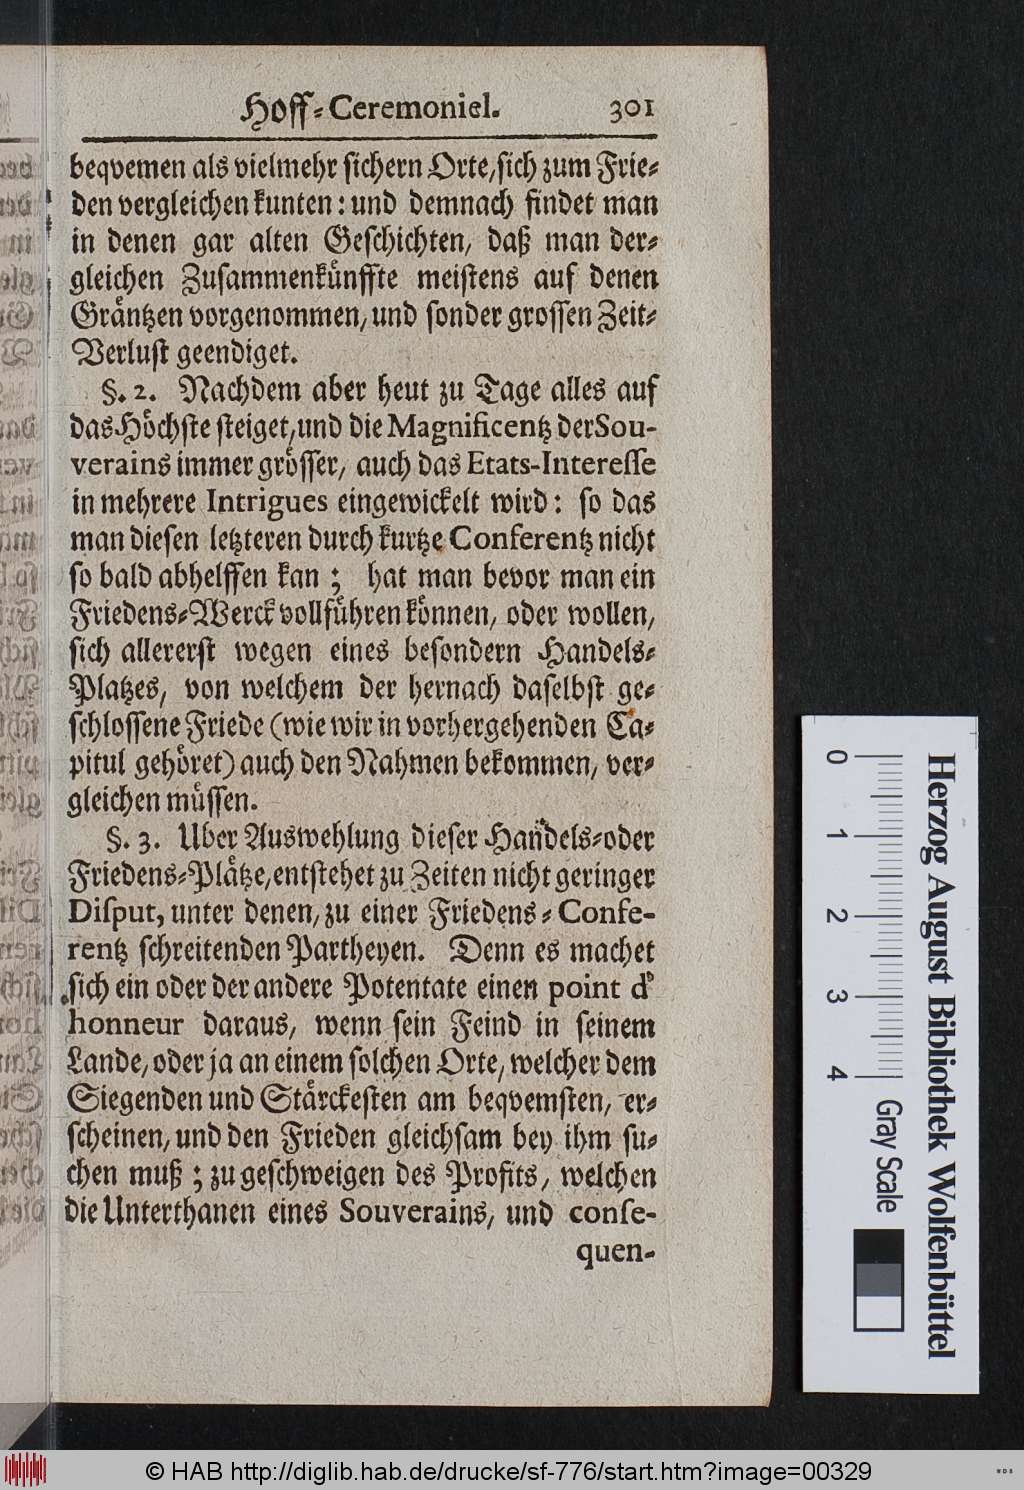 Hoff-Ceremoniel. 301
beqvemen als vielmehr sichern Orte, sich zum Frie-
den vergleichen kunten: und demnach findet man
in denen gar alten Geschichten, daß man der-
gleichen Zusammenkünffte meistens auf denen
Gräntzen vorgenommen, und sonder grossen Zeit-
Verlust geendiget.
§. 2. Nachdem aber heut zu Tage alles auf
das Höchste steiget, und die Magnificentz der Sou-
verains immer grösser, auch das Etats-Interesse
in mehrere Intrigues eingewickelt wird: so das
man diesen letzteren durch kurtze Conferentz nicht
so bald abhelffen kan; hat man bevor man ein
Friedens-Werck vollführen können, oder wollen,
sich allererst wegen eines besondern Handels-
Platzes, von welchem der hernach daselbst ge-
schlossene Friede (wie wir in vorhergehenden Ca-
pitul gehöret) auch den Nahmen bekommen, ver-
gleichen müssen.
§. 3. Uber Auswehlung dieser Handels-oder
Friedens-Plätze, entstehet zu Zeiten nicht geringer
Disput, unter denen, zu einer Friedens-Confe-
rentz schreitenden Partheyen. Denn es machet
sich ein oder der andere Potentate einen point d'
honneur daraus, wenn sein Feind in seinem
Lande, oder ja an einem solchen Orte, welcher dem
Siegenden und Stärckesten am beqvemsten, er-
scheinen, und den Frieden gleichsam bey ihm su-
chen muß; zu geschweigen des Profits, welchen
die Unterthanen eines Souverains, und conse-
quen-
0 1 2 3 4 Gray Scale
Herzog August Bibliothek Wolfenbüttel
© HAB http://diglib.hab.de/drucke/sf-776/start.htm?image=00329